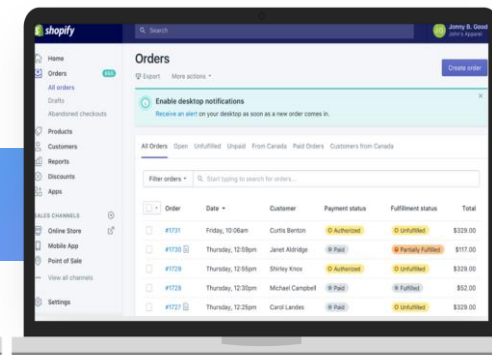 shopify
Search
Jonny B. Good
John's Apparel
Home
Orders
All orders
Drafts
Abandoned checkouts
Products
Customers
Reports
Discounts
Apps
SALES CHANNELS
Online Store
Mobile App
Point of Sale
View all channels
Settings
Orders
Export More actions
Create order
Enable desktop notifications
Receive an alert on your desktop as soon as a new order comes in.
All Orders Open Unfulfilled Unpaid From Canada Paid Orders Customers from Canada
Filter orders Start typing to search for orders...
Order Date Customer Payment status Fulfillment status Total
#1731 Friday, 10:06am Curtis Benton Authorized Unfulfilled $329.00
#1730 Thursday, 12:59pm Janet Aldridge Paid Partially Fulfilled $117.00
#1729 Thursday, 12:55pm Shirley Knox Authorized Unfulfilled $329.00
#1728 Thursday, 12:30pm Michael Campbell Paid Fulfilled $52.00
#1727 Thursday, 12:25pm Carol Landes Paid Unfulfilled $329.00